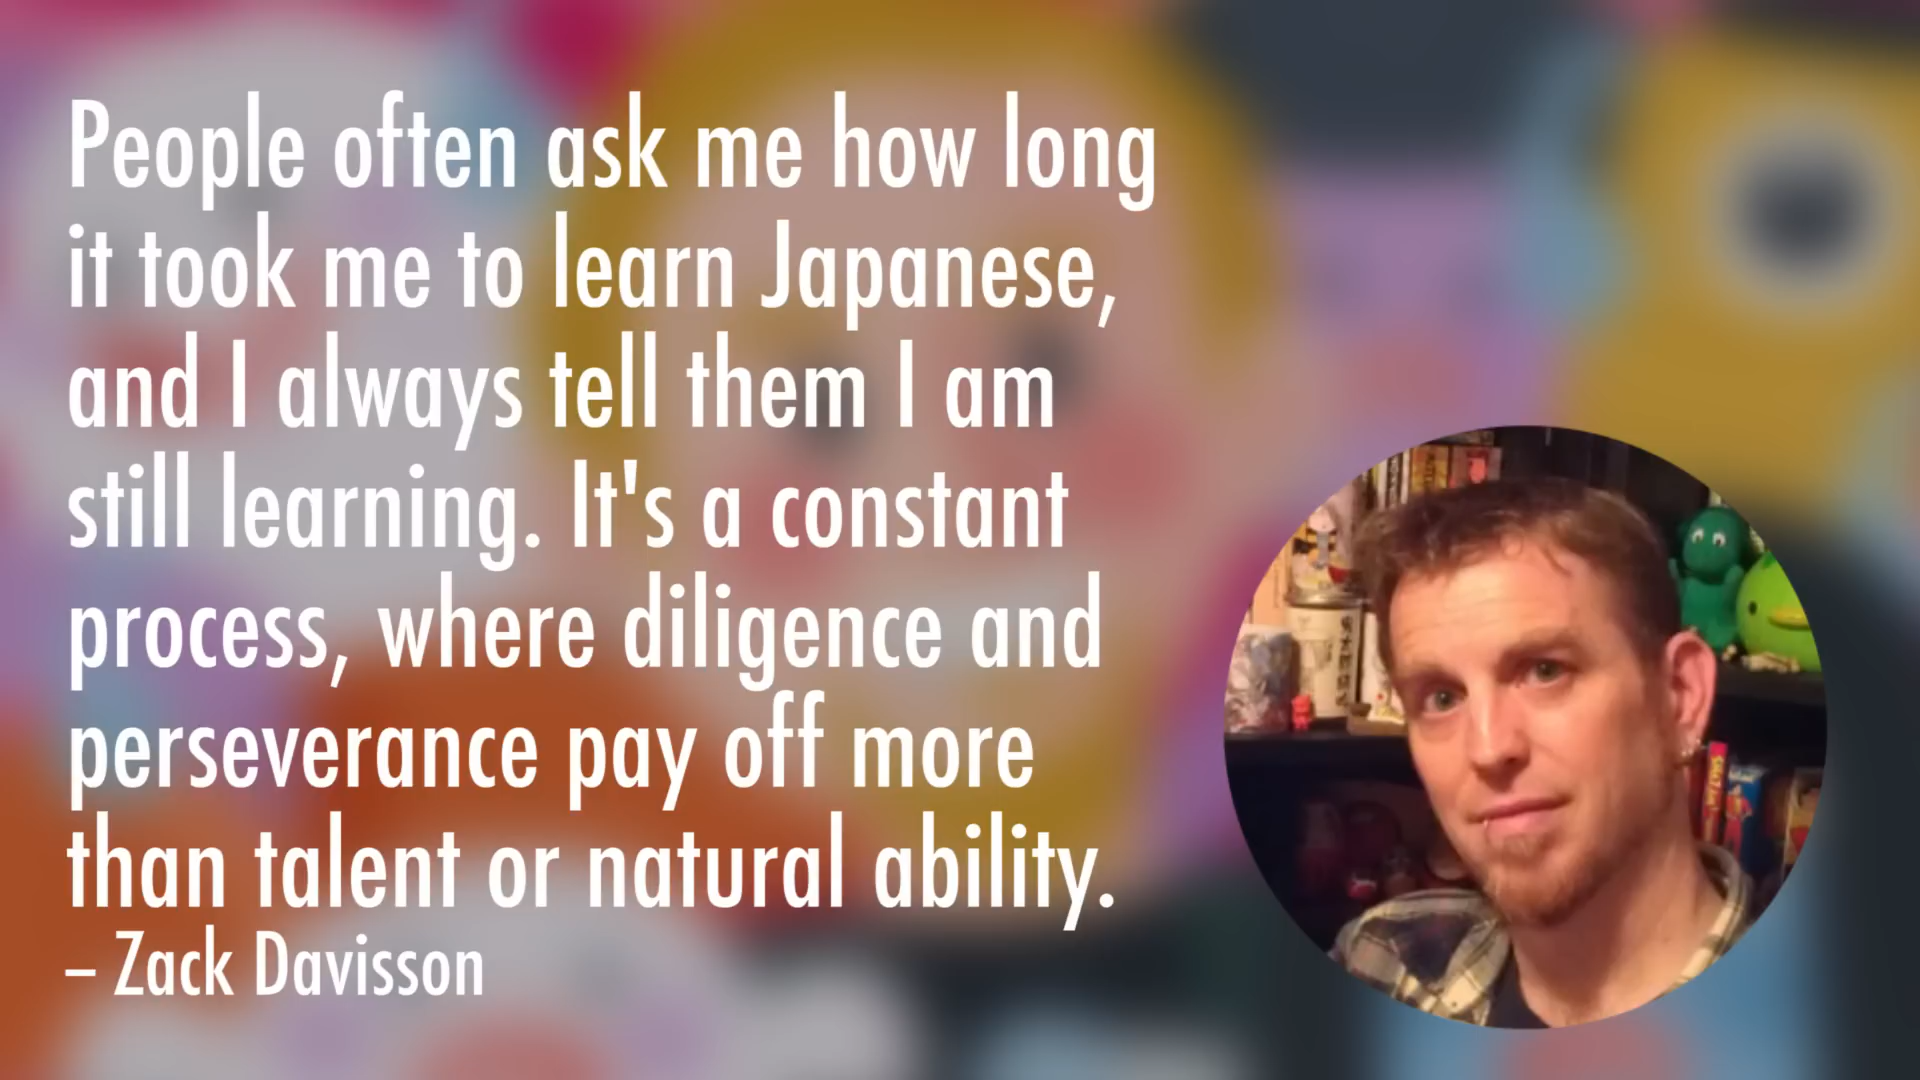 People often ask me how long
it took me to learn Japanese,
and I always tell them I am
still learning. It's a constant
process, where diligence and
perseverance pay off more
than talent or natural ability.
– Zack Davisson